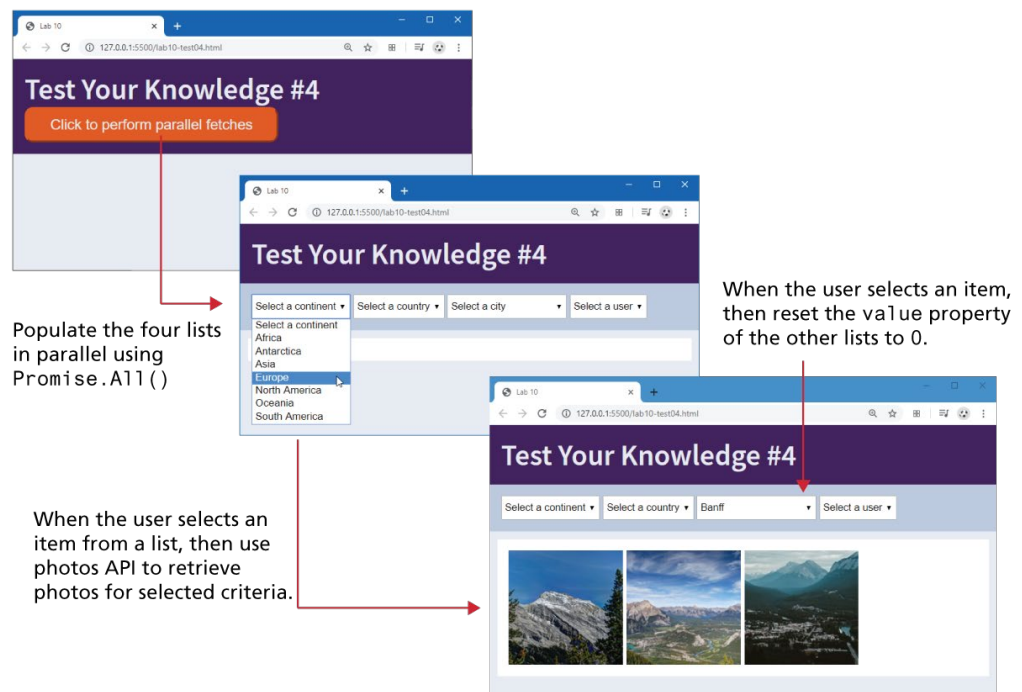 Lab 10
127.0.0.1:5500/lab10-test04.html
Test Your Knowledge #4
Click to perform parallel fetches
Populate the four lists
in parallel using
Promise.All()
Lab 10
127.0.0.1:5500/lab10-test04.html
Test Your Knowledge #4
Select a continent Select a country Select a city Select a user
Select a continent
Africa
Antarctica
Asia
Europe
North America
Oceania
South America
When the user selects an item,
then reset the value property
of the other lists to 0.
When the user selects an
item from a list, then use
photos API to retrieve
photos for selected criteria.
Lab 10
127.0.0.1:5500/lab10-test04.html
Test Your Knowledge #4
Select a continent Select a country Banff Select a user